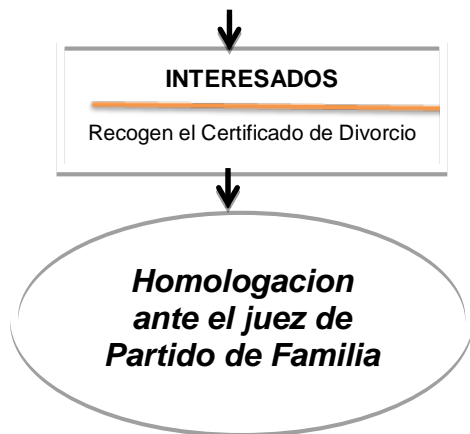 INTERESADOS
Recogen el Certificado de Divorcio
Homologacion
ante el juez de
Partido de Familia